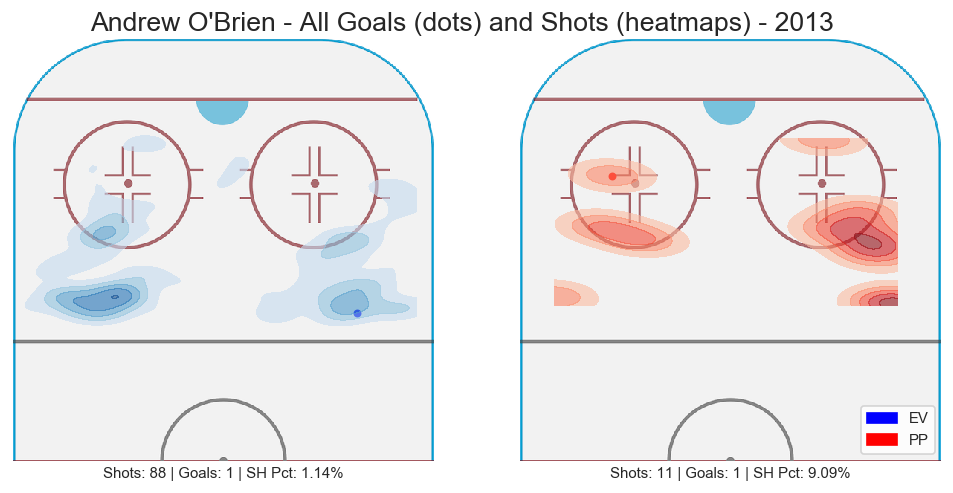 Andrew O'Brien - All Goals (dots) and Shots (heatmaps) - 2013
EV
PP
Shots: 88 | Goals: 1 | SH Pct: 1.14%
Shots: 11 | Goals: 1 | SH Pct: 9.09%